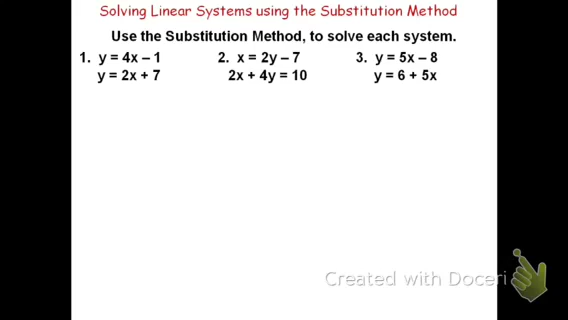 Solving Linear Systems using the Substitution Method
Use the Substitution Method, to solve each system.
1. y = 4x – 1 2. x = 2y – 7 3. y = 5x – 8
y = 2x + 7 2x + 4y = 10 y = 6 + 5x
Created with Doceri